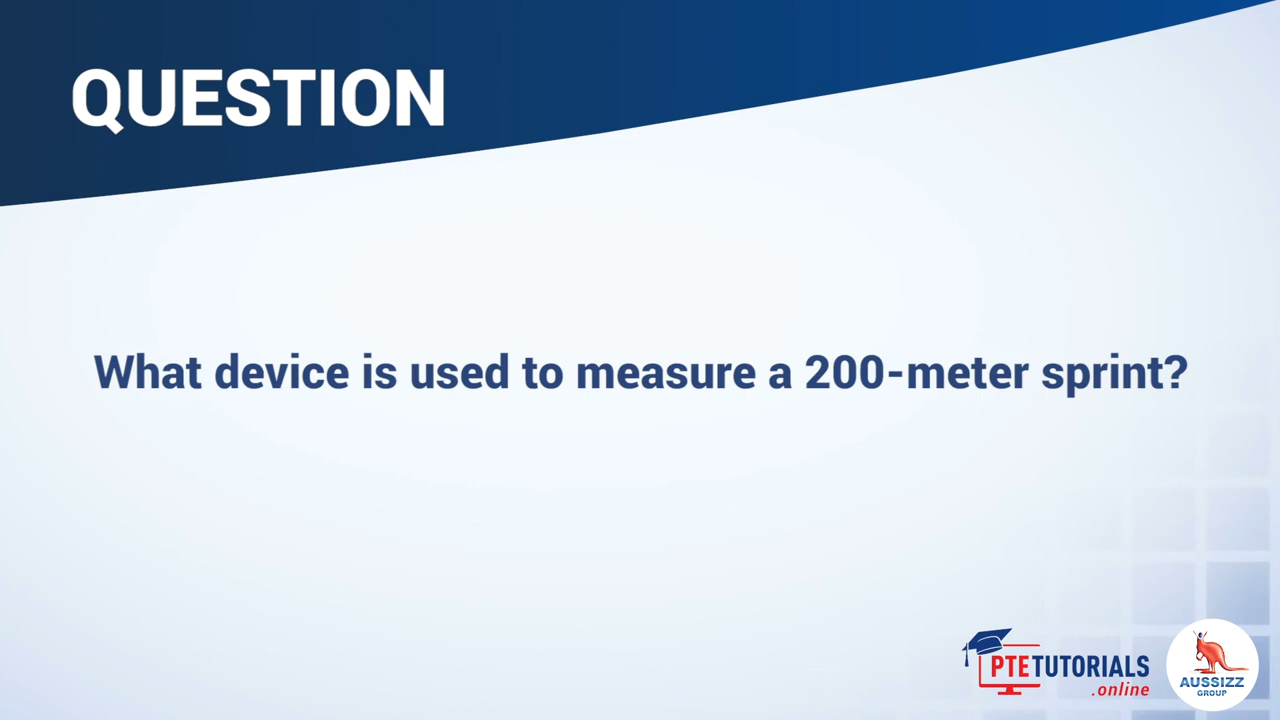 QUESTION
What device is used to measure a 200-meter sprint?
PTETUTORIALS
.online
AUSSIZZ
GROUP